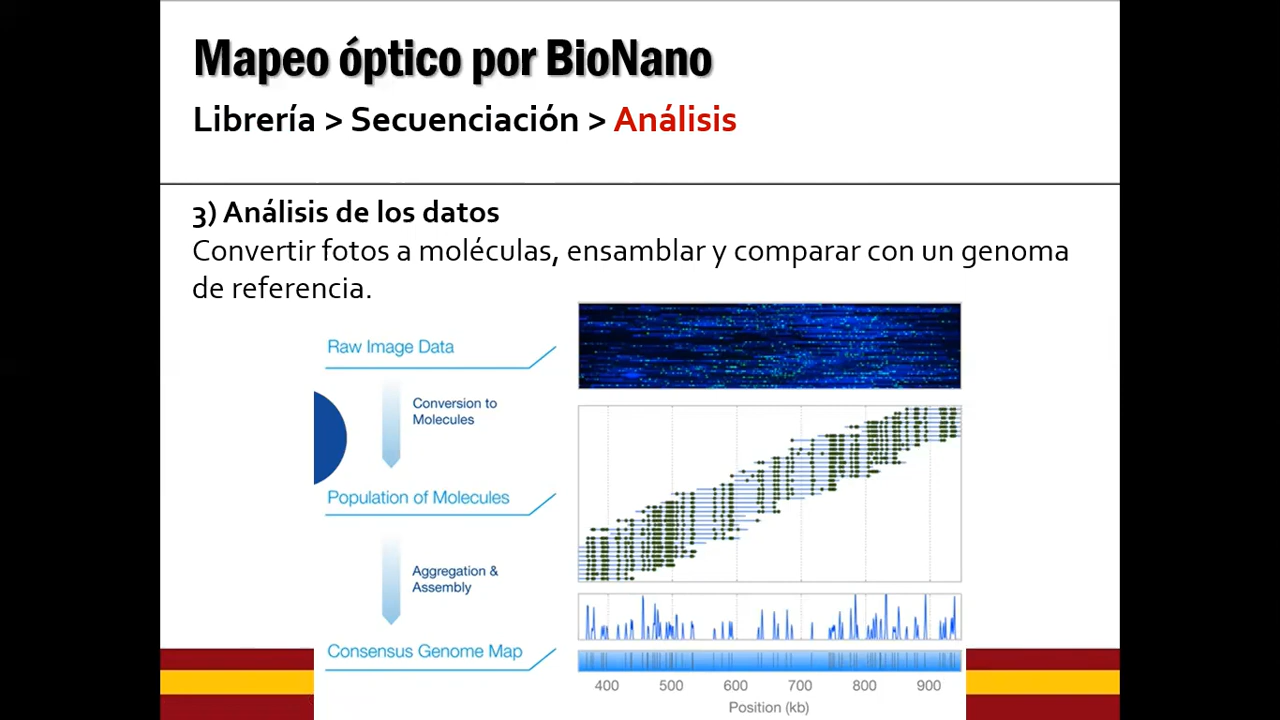 Mapeo óptico por BioNano
Librería > Secuenciación > Análisis
3) Análisis de los datos
Convertir fotos a moléculas, ensamblar y comparar con un genoma
de referencia.
Raw Image Data
Conversion to
Molecules
Population of Molecules
Aggregation &
Assembly
Consensus Genome Map
400 500 600 700 800 900
Position (kb)